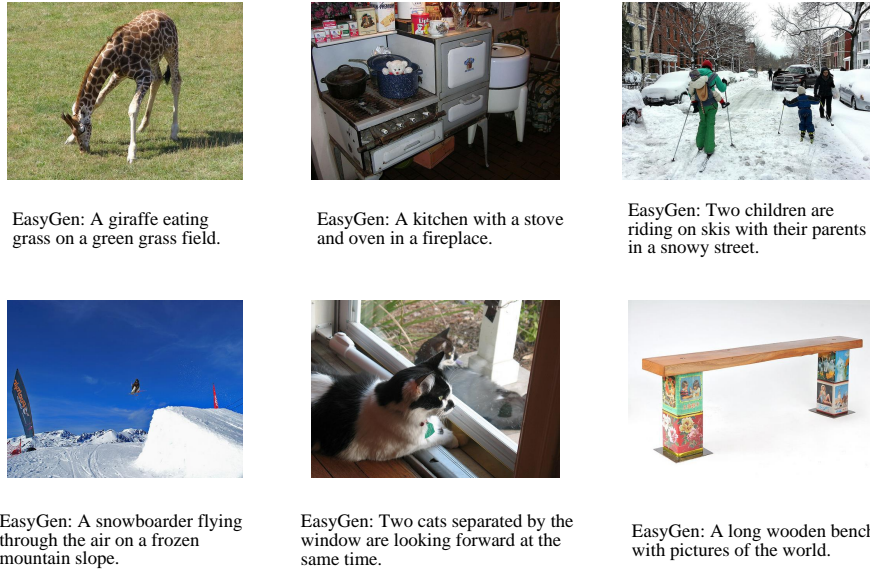 EasyGen: A giraffe eating
grass on a green grass field.
EasyGen: A kitchen with a stove
and oven in a fireplace.
EasyGen: Two children are
riding on skis with their parents
in a snowy street.
EasyGen: A snowboarder flying
through the air on a frozen
mountain slope.
EasyGen: Two cats separated by the
window are looking forward at the
same time.
EasyGen: A long wooden bench
with pictures of the world.